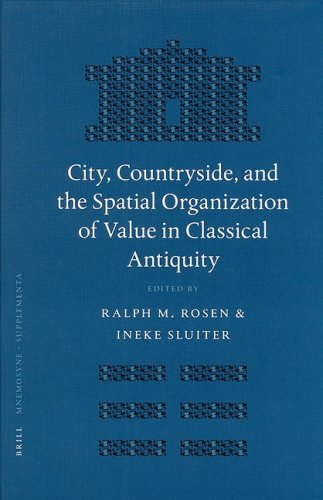 City, Countryside, and
the Spatial Organization
of Value in Classical
Antiquity
EDITED BY
RALPH M. ROSEN &
INEKE SLUITER
BRILL MNEMOSYNE · SUPPLEMENTA